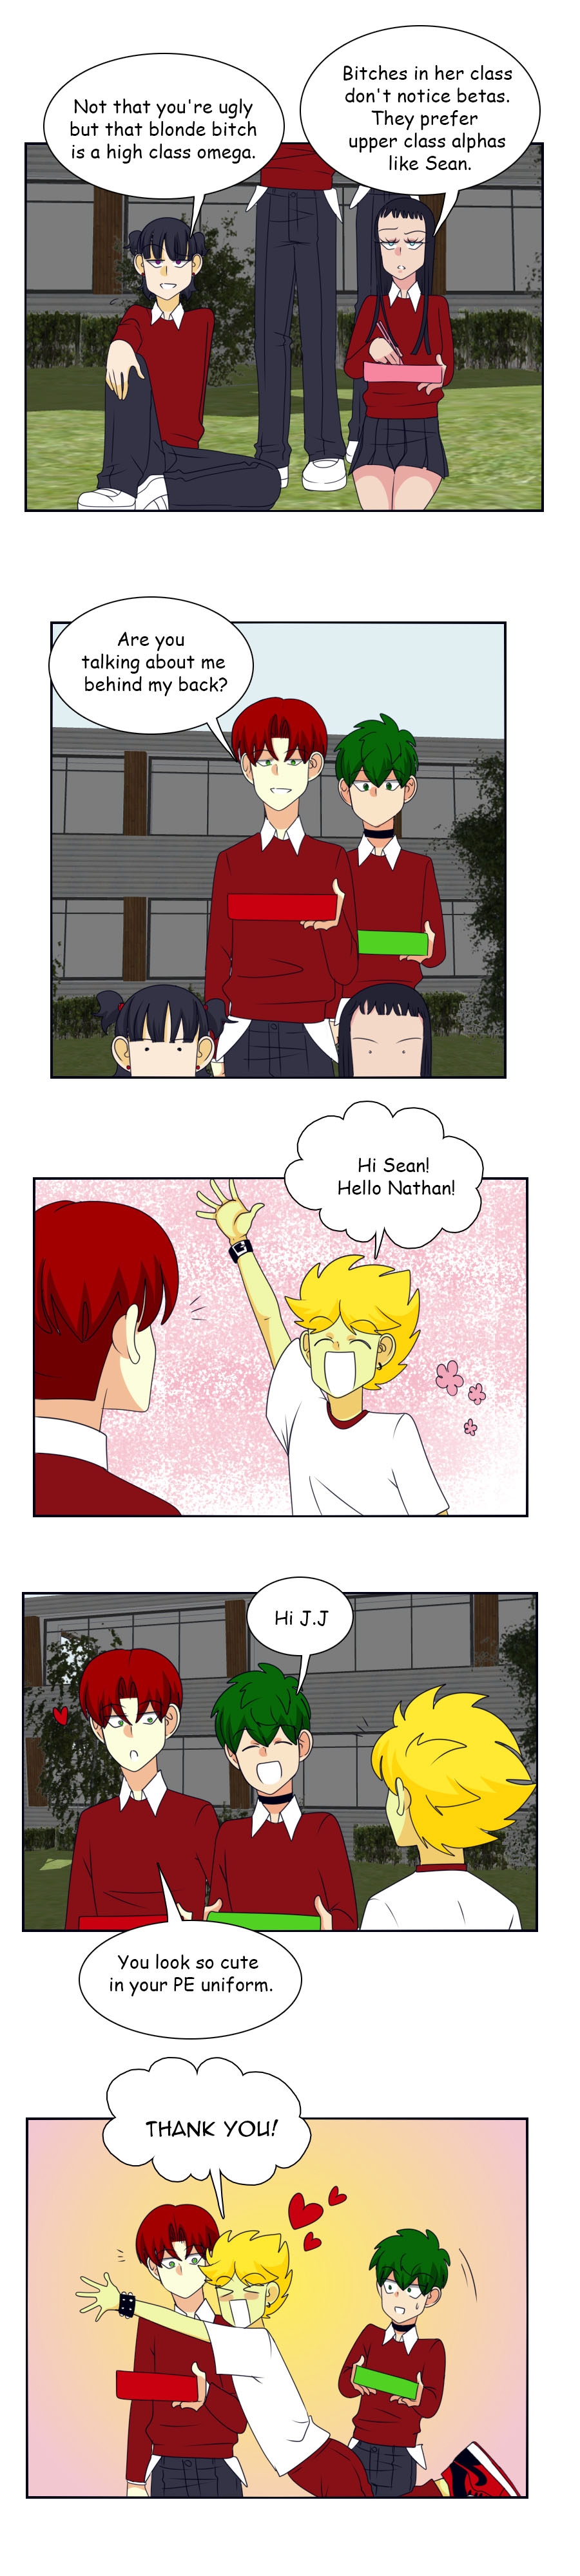 Not that you're ugly
but that blonde bitch
is a high class omega.
Bitches in her class
don't notice betas.
They prefer
upper class alphas
like Sean.
Are you
talking about me
behind my back?
Hi Sean!
Hello Nathan!
Hi J.J
You look so cute
in your PE uniform.
THANK YOU!